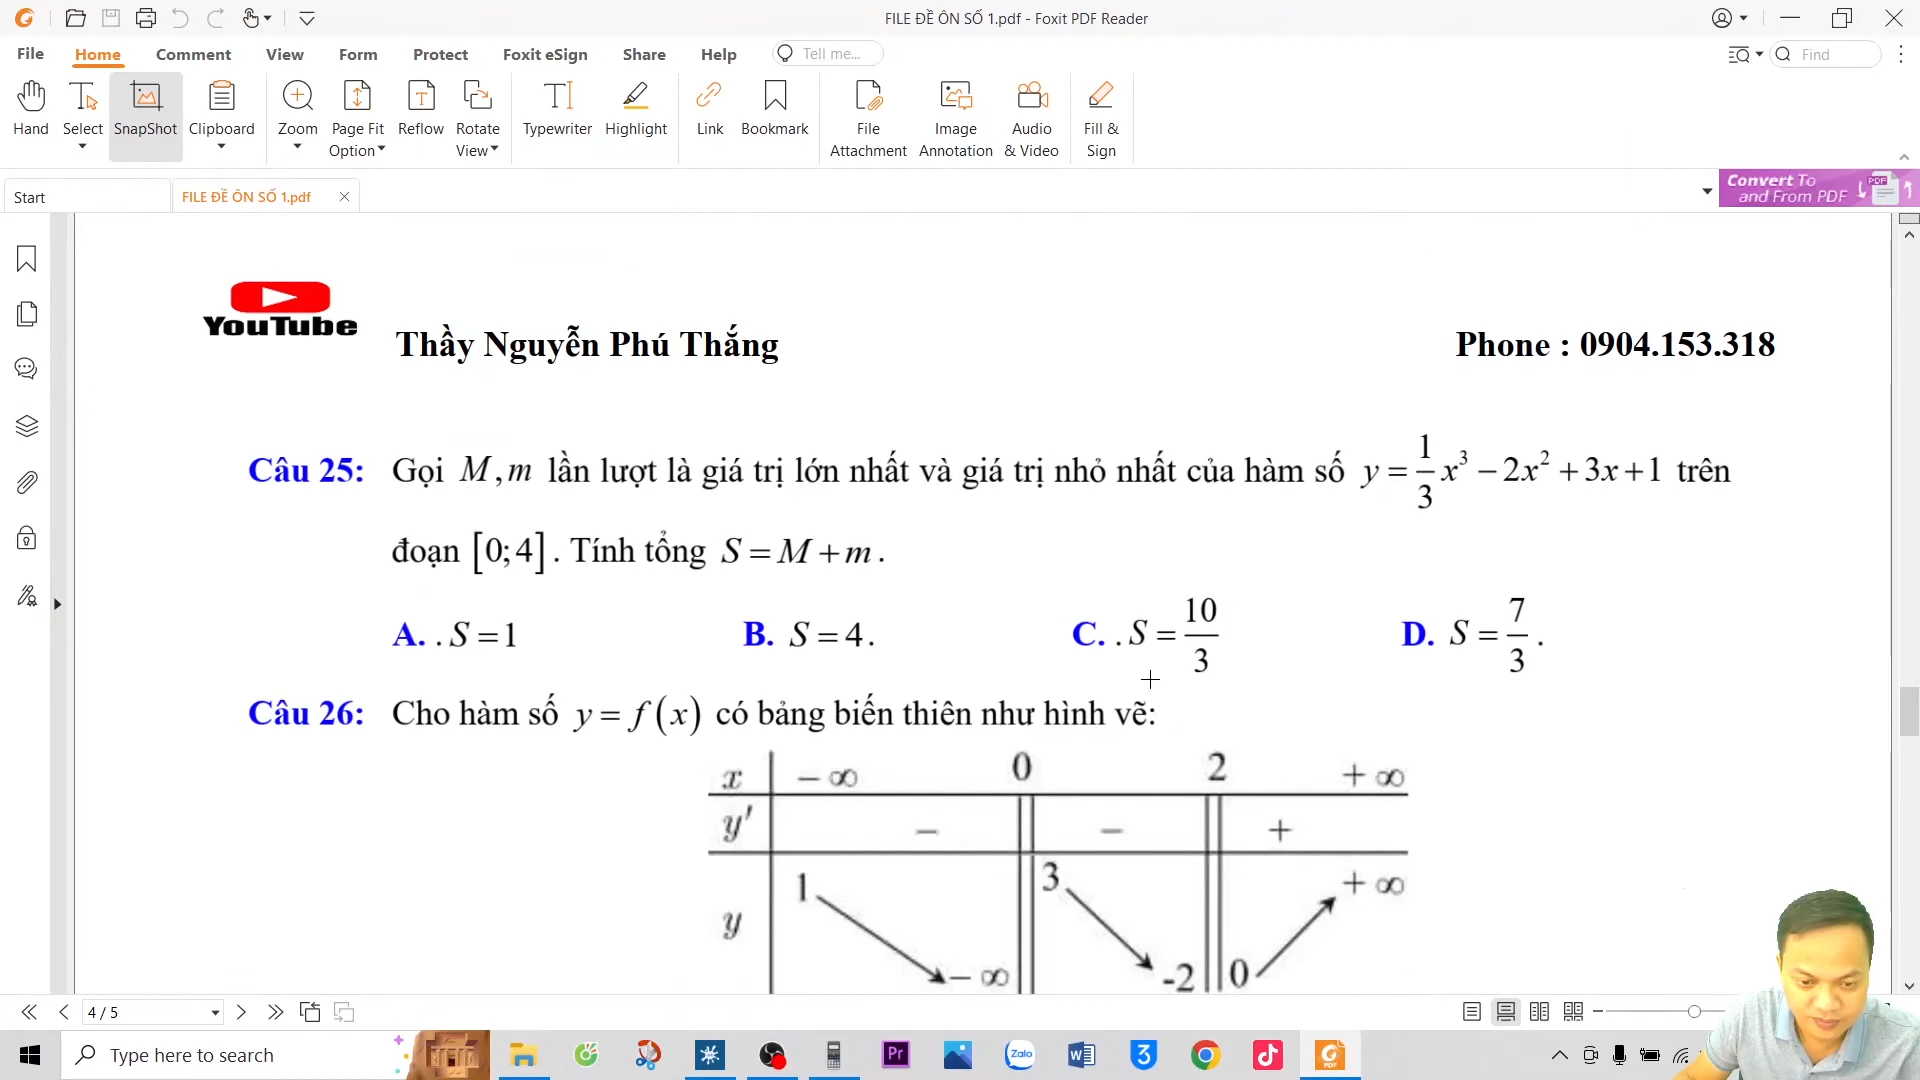 FILE ĐỀ ÔN SỐ 1.pdf - Foxit PDF Reader
File Home Comment View Form Protect Foxit eSign Share Help Tell me... Find
Hand Select SnapShot Clipboard Zoom Page Fit Option Reflow Rotate View Typewriter Highlight Link Bookmark File Attachment Image Annotation Audio & Video Fill & Sign
Start FILE ĐỀ ÔN SỐ 1.pdf
Convert To
and From PDF
PDF
YouTube
Thầy Nguyễn Phú Thắng Phone : 0904.153.318
Câu 25: Gọi M,m lần lượt là giá trị lớn nhất và giá trị nhỏ nhất của hàm số y = 1/3 x³ − 2x² + 3x + 1 trên
đoạn [0;4]. Tính tổng S = M + m.
A. . S = 1 B. S = 4. C. . S = 10/3 D. S = 7/3.
Câu 26: Cho hàm số y = f(x) có bảng biến thiên như hình vẽ:
x −∞ 0 2 +∞
y' − − +
1 3 +∞
y
−∞ -2 0
4 / 5
Type here to search
Pr
Zalo